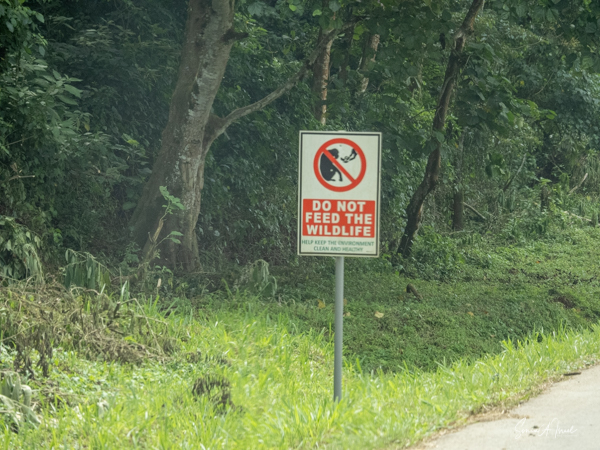 DO NOT
FEED THE
WILDLIFE
HELP KEEP THE ENVIRONMENT
CLEAN AND HEALTHY